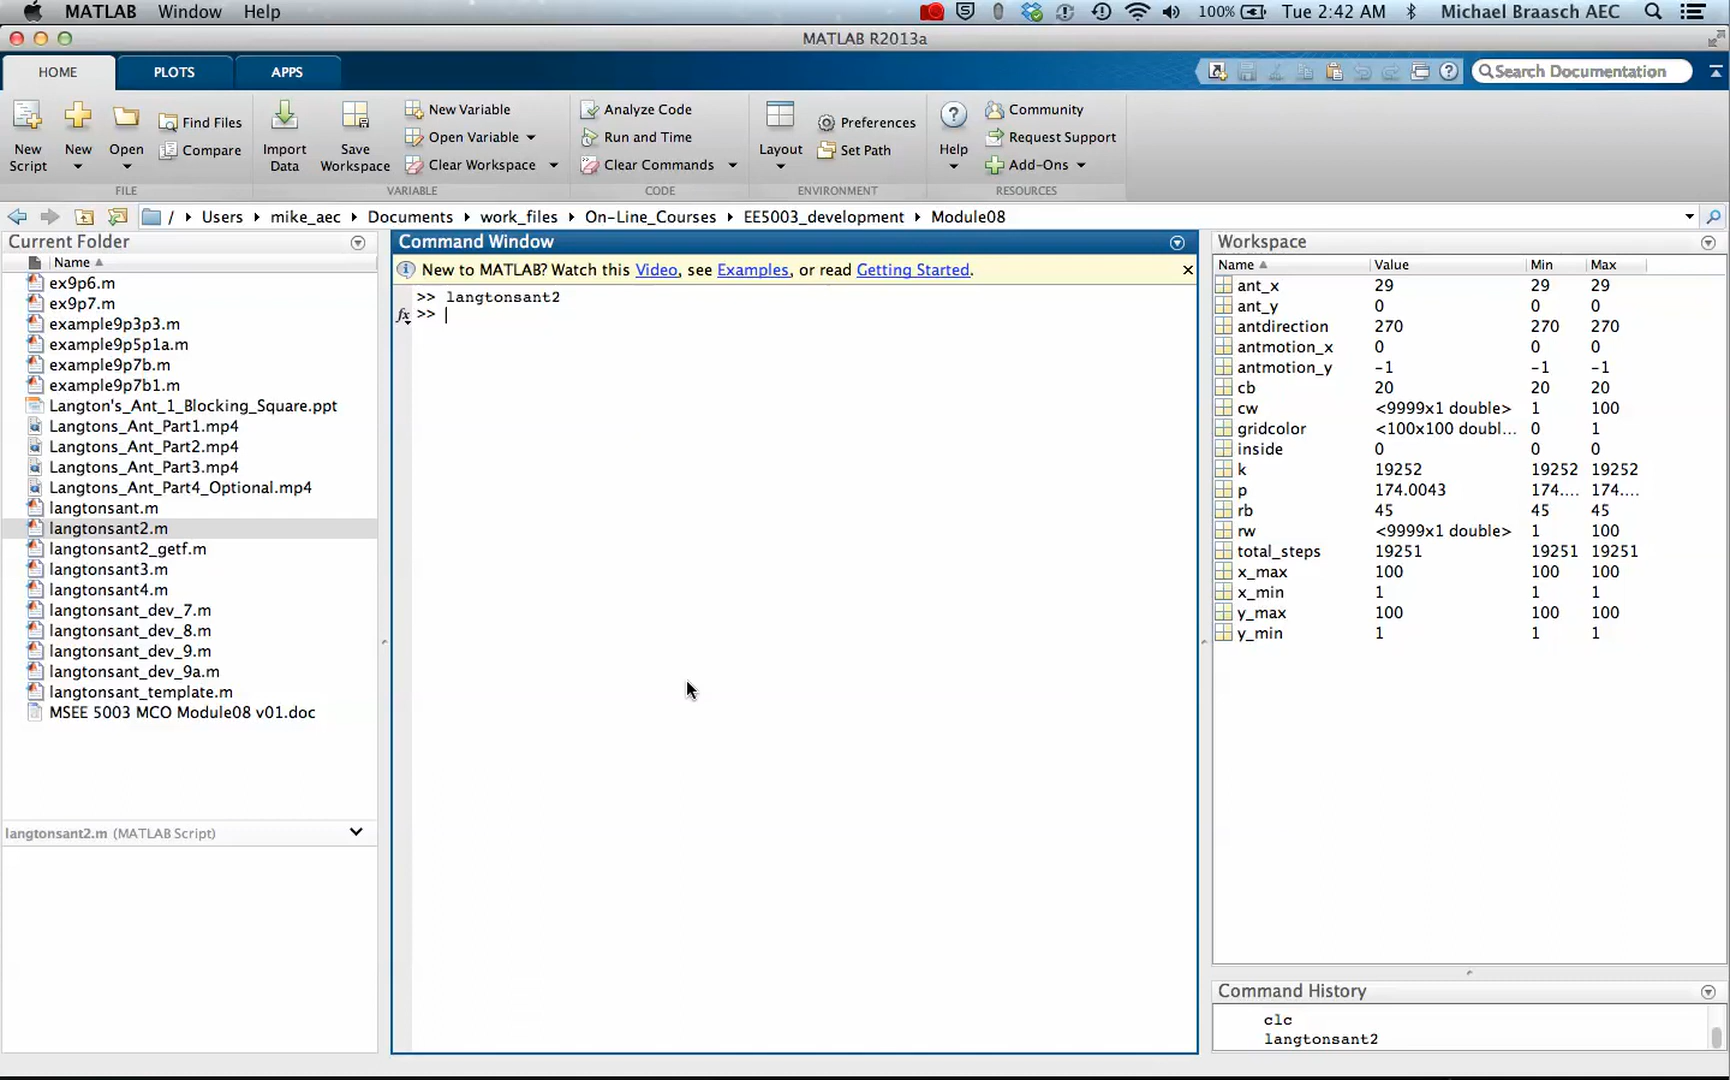 MATLAB Window Help 100% Tue 2:42 AM Michael Braasch AEC
MATLAB R2013a
HOME PLOTS APPS Search Documentation
New Script
New
Open
Find Files
Compare
FILE
Import Data
Save Workspace
New Variable
Open Variable
Clear Workspace
VARIABLE
Analyze Code
Run and Time
Clear Commands
CODE
Layout
Preferences
Set Path
ENVIRONMENT
Help
Community
Request Support
Add-Ons
RESOURCES
/ Users mike_aec Documents work_files On-Line_Courses EE5003_development Module08
Current Folder
Name
ex9p6.m
ex9p7.m
example9p3p3.m
example9p5p1a.m
example9p7b.m
example9p7b1.m
Langton's_Ant_1_Blocking_Square.ppt
Langtons_Ant_Part1.mp4
Langtons_Ant_Part2.mp4
Langtons_Ant_Part3.mp4
Langtons_Ant_Part4_Optional.mp4
langtonsant.m
langtonsant2.m
langtonsant2_getf.m
langtonsant3.m
langtonsant4.m
langtonsant_dev_7.m
langtonsant_dev_8.m
langtonsant_dev_9.m
langtonsant_dev_9a.m
langtonsant_template.m
MSEE 5003 MCO Module08 v01.doc
langtonsant2.m (MATLAB Script)
Command Window
New to MATLAB? Watch this Video, see Examples, or read Getting Started.
>> langtonsant2
fx >>
Workspace
Name Value Min Max
ant_x 29 29 29
ant_y 0 0 0
antdirection 270 270 270
antmotion_x 0 0 0
antmotion_y -1 -1 -1
cb 20 20 20
cw <9999x1 double> 1 100
gridcolor <100x100 doubl... 0 1
inside 0 0 0
k 19252 19252 19252
p 174.0043 174.... 174....
rb 45 45 45
rw <9999x1 double> 1 100
total_steps 19251 19251 19251
x_max 100 100 100
x_min 1 1 1
y_max 100 100 100
y_min 1 1 1
Command History
clc
langtonsant2